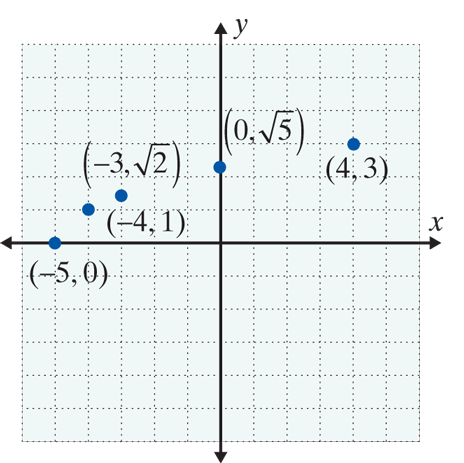 y
(0, √5)
(−3, √2)
(4, 3)
(−4, 1)
x
(−5, 0)